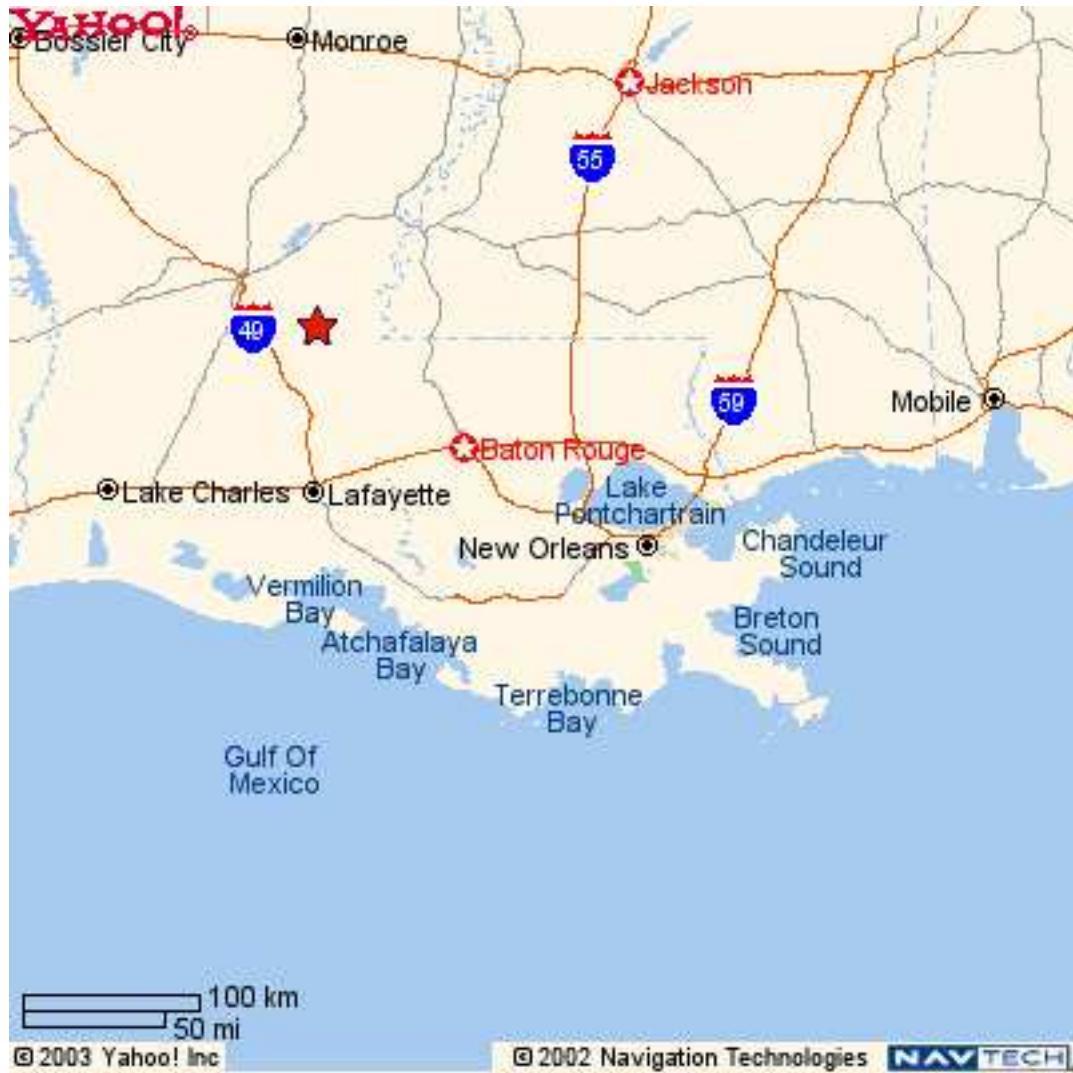 YAHOO!
Bossier City
Monroe
Jackson
55
49
59
Mobile
Baton Rouge
Lake Charles
Lafayette
Lake
Pontchartrain
New Orleans
Chandeleur
Sound
Vermilion
Bay
Breton
Sound
Atchafalaya
Bay
Terrebonne
Bay
Gulf Of
Mexico
100 km
50 mi
© 2003 Yahoo! Inc
© 2002 Navigation Technologies
NAVTECH